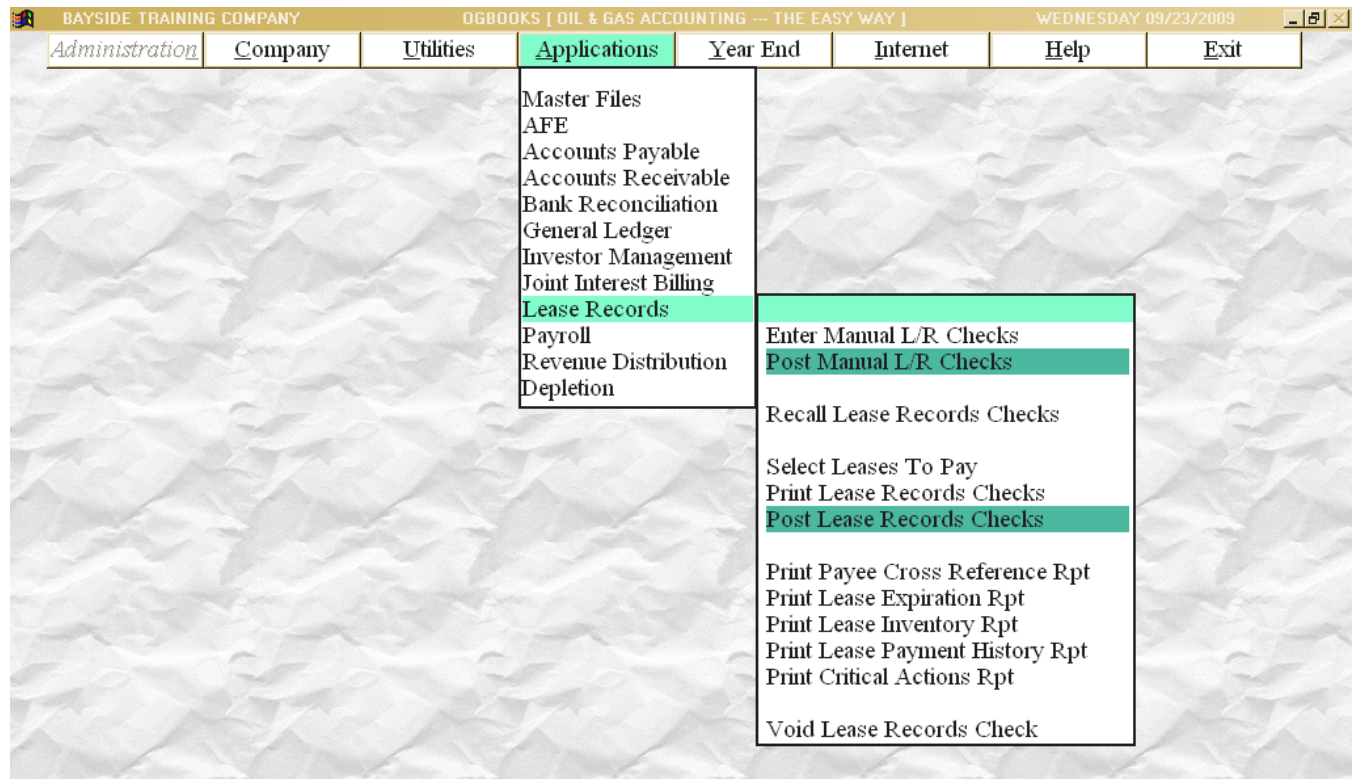 BAYSIDE TRAINING COMPANY OGBOOKS [ OIL & GAS ACCOUNTING --- THE EASY WAY ] WEDNESDAY 09/23/2009
Administration Company Utilities Applications Year End Internet Help Exit
Master Files
AFE
Accounts Payable
Accounts Receivable
Bank Reconciliation
General Ledger
Investor Management
Joint Interest Billing
Lease Records
Payroll
Revenue Distribution
Depletion
Enter Manual L/R Checks
Post Manual L/R Checks
Recall Lease Records Checks
Select Leases To Pay
Print Lease Records Checks
Post Lease Records Checks
Print Payee Cross Reference Rpt
Print Lease Expiration Rpt
Print Lease Inventory Rpt
Print Lease Payment History Rpt
Print Critical Actions Rpt
Void Lease Records Check